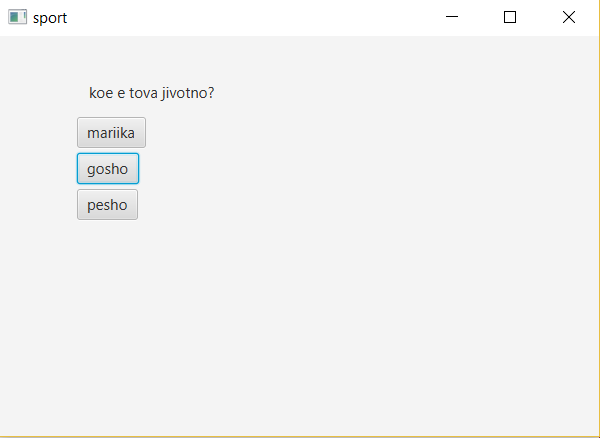 sport
koe e tova jivotno?
mariika
gosho
pesho